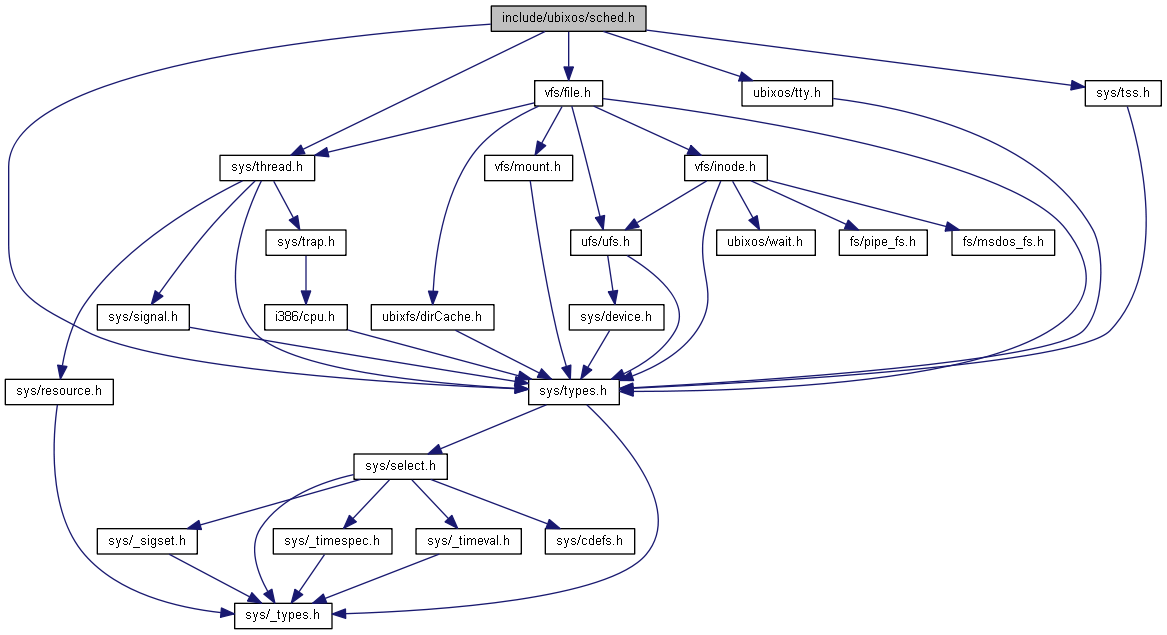 include/ubixos/sched.h
vfs/file.h
ubixos/tty.h
sys/tss.h
sys/thread.h
vfs/mount.h
vfs/inode.h
sys/trap.h
ufs/ufs.h
ubixos/wait.h
fs/pipe_fs.h
fs/msdos_fs.h
sys/signal.h
i386/cpu.h
ubixfs/dirCache.h
sys/device.h
sys/resource.h
sys/types.h
sys/select.h
sys/_sigset.h
sys/_timespec.h
sys/_timeval.h
sys/cdefs.h
sys/_types.h